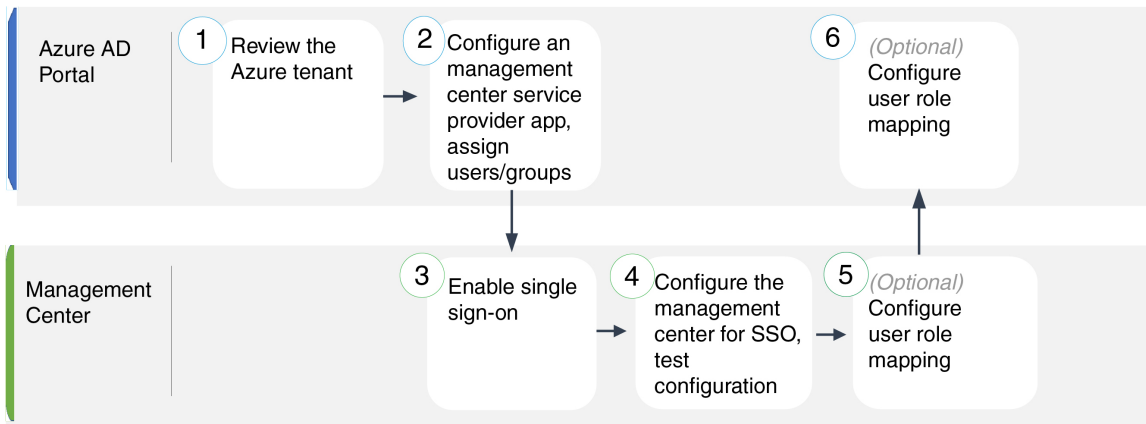 Azure AD
Portal
1
Review the
Azure tenant
2
Configure an
management
center service
provider app,
assign
users/groups
6
(Optional)
Configure
user role
mapping
Management
Center
3
Enable single
sign-on
4
Configure the
management
center for SSO,
test
configuration
5
(Optional)
Configure
user role
mapping